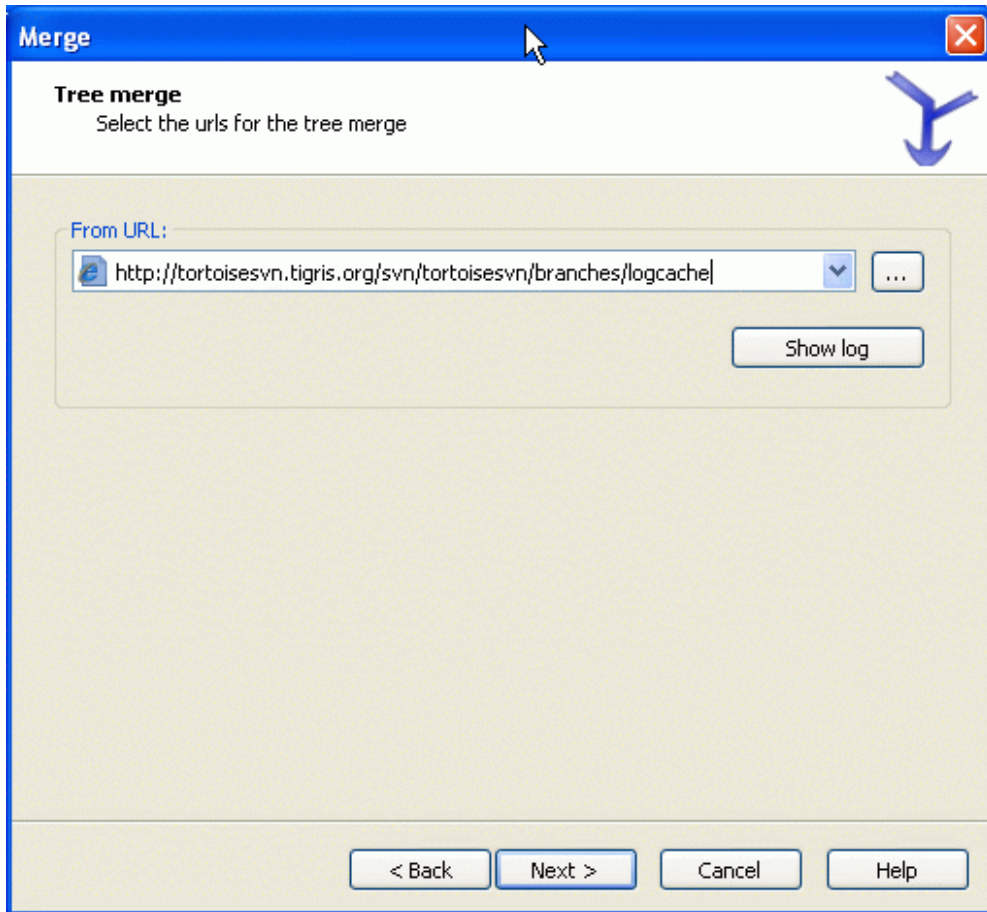 Merge
Tree merge
Select the urls for the tree merge
From URL:
http://tortoisesvn.tigris.org/svn/tortoisesvn/branches/logcache
...
Show log
< Back
Next >
Cancel
Help